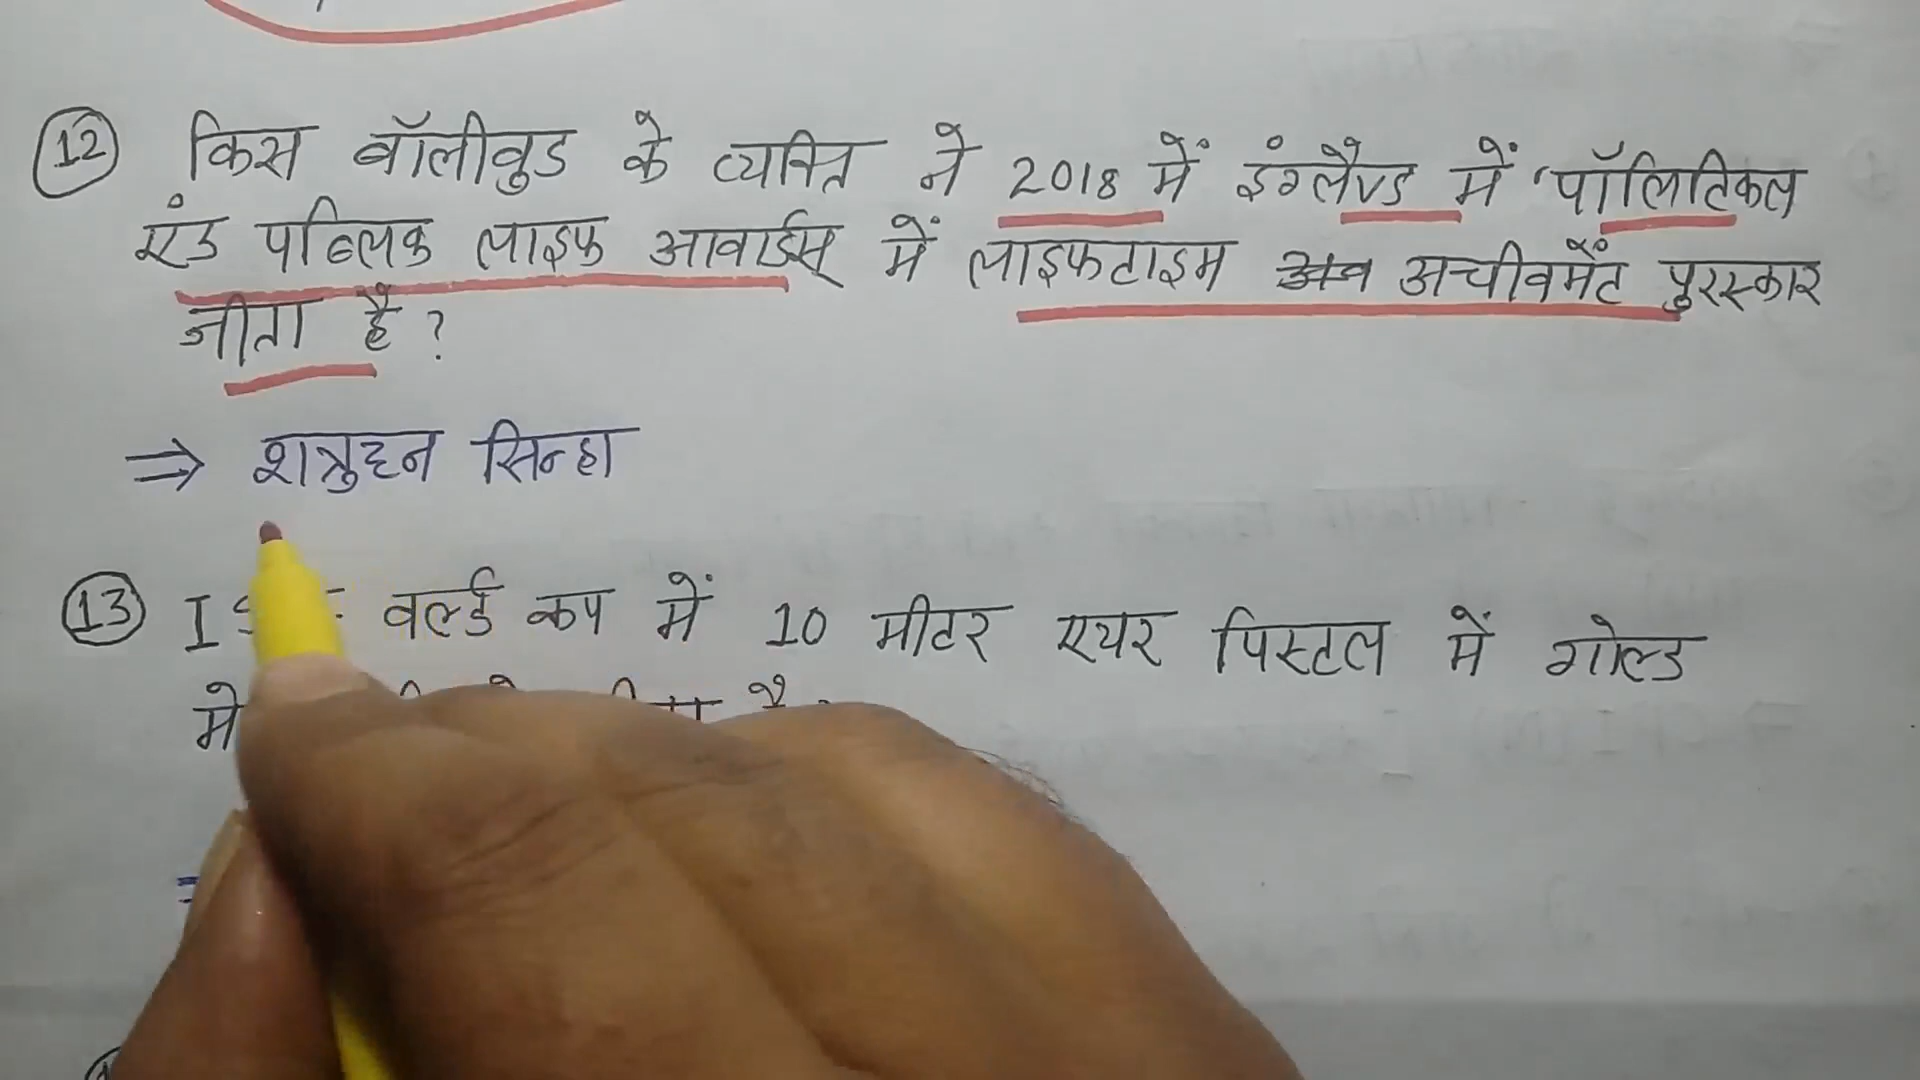 12 किस बॉलीवुड के व्यक्ति ने 2018 में इंग्लैण्ड में 'पॉलिटिकल
एंड पब्लिक लाइफ आवार्डस् में लाइफटाइम अचीवमेंट पुरस्कार
जीता है ?
⇒ शत्रुहन सिन्हा
13 वर्ल्ड कप में 10 मीटर एयर पिस्टल में गोल्ड
है